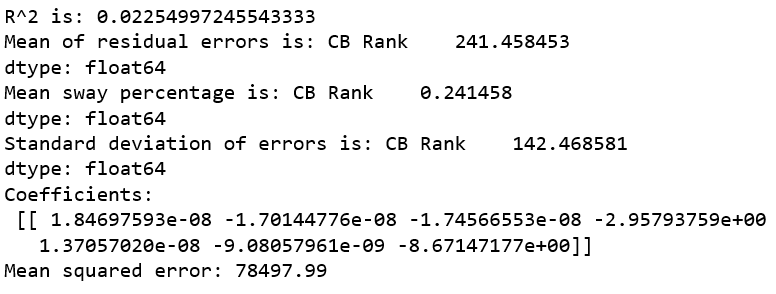 R^2 is: 0.02254997245543333
Mean of residual errors is: CB Rank    241.458453
dtype: float64
Mean sway percentage is: CB Rank    0.241458
dtype: float64
Standard deviation of errors is: CB Rank    142.468581
dtype: float64
Coefficients:
 [[ 1.84697593e-08 -1.70144776e-08 -1.74566553e-08 -2.95793759e+00
   1.37057020e-08 -9.08057961e-09 -8.67147177e+00]]
Mean squared error: 78497.99